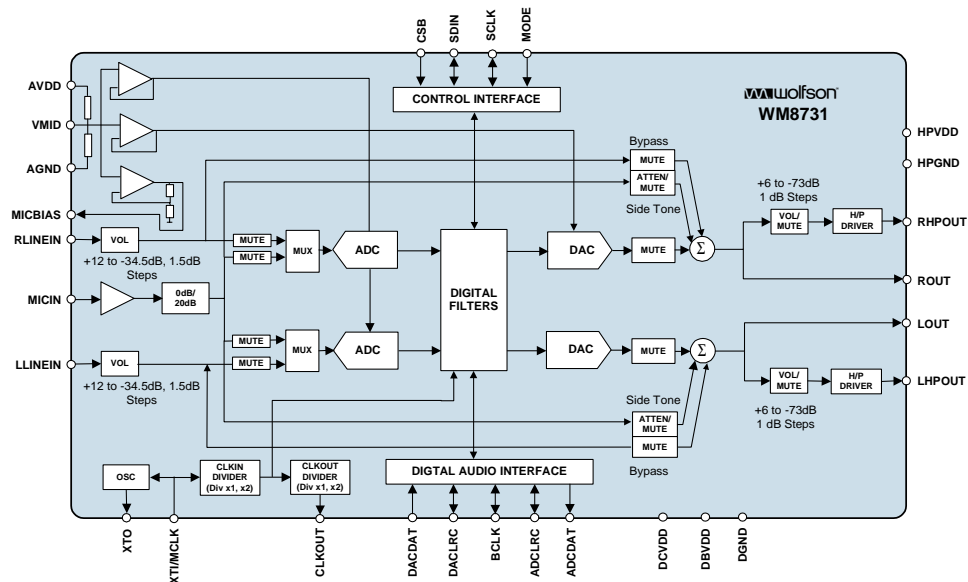 CSB
SDIN
SCLK
MODE
wolfson®
WM8731
AVDD
VMID
AGND
MICBIAS
RLINEIN
MICIN
LLINEIN
CONTROL INTERFACE
HPVDD
HPGND
RHPOUT
ROUT
LOUT
LHPOUT
Bypass
MUTE
ATTEN/
MUTE
Side Tone
+6 to -73dB
1 dB Steps
VOL/
MUTE
H/P
DRIVER
VOL
+12 to -34.5dB, 1.5dB
Steps
MUTE
MUTE
MUX
ADC
DIGITAL
FILTERS
DAC
MUTE
Σ
0dB/
20dB
VOL
+12 to -34.5dB, 1.5dB
Steps
MUTE
MUTE
MUX
ADC
DAC
MUTE
Σ
VOL/
MUTE
H/P
DRIVER
+6 to -73dB
1 dB Steps
Side Tone
ATTEN/
MUTE
MUTE
Bypass
OSC
CLKIN
DIVIDER
(Div x1, x2)
CLKOUT
DIVIDER
(Div x1, x2)
DIGTAL AUDIO INTERFACE
XTO
XTI/MCLK
CLKOUT
DACDAT
DACLRC
BCLK
ADCLRC
ADCDAT
DCVDD
DBVDD
DGND